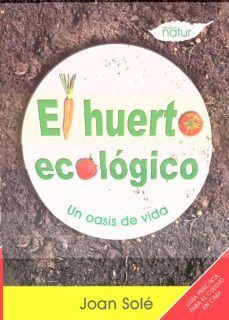 natur
El huerto
ecológico
Un oasis de vida
GUÍA PRÁCTICA
PARA EL CULTIVO
EN CASA
Joan Solé